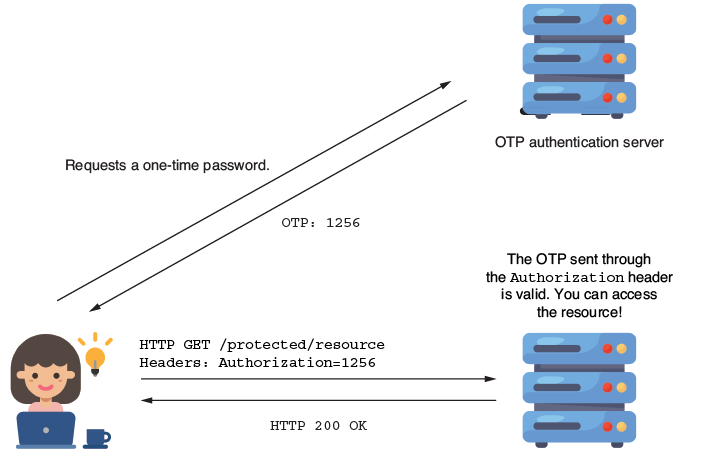 OTP authentication server
Requests a one-time password.
OTP: 1256
The OTP sent through
the Authorization header
is valid. You can access
the resource!
HTTP GET /protected/resource
Headers: Authorization=1256
HTTP 200 OK